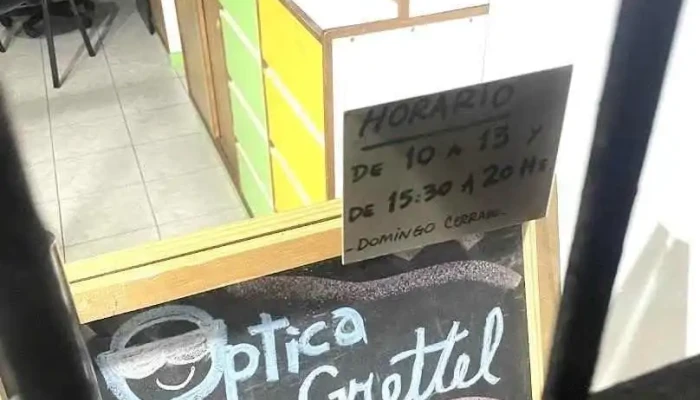 HORARIO
DE 10 A 13 Y
DE 15:30 A 20 Hs
- DOMINGO CERRADO -
Optica
Grettel